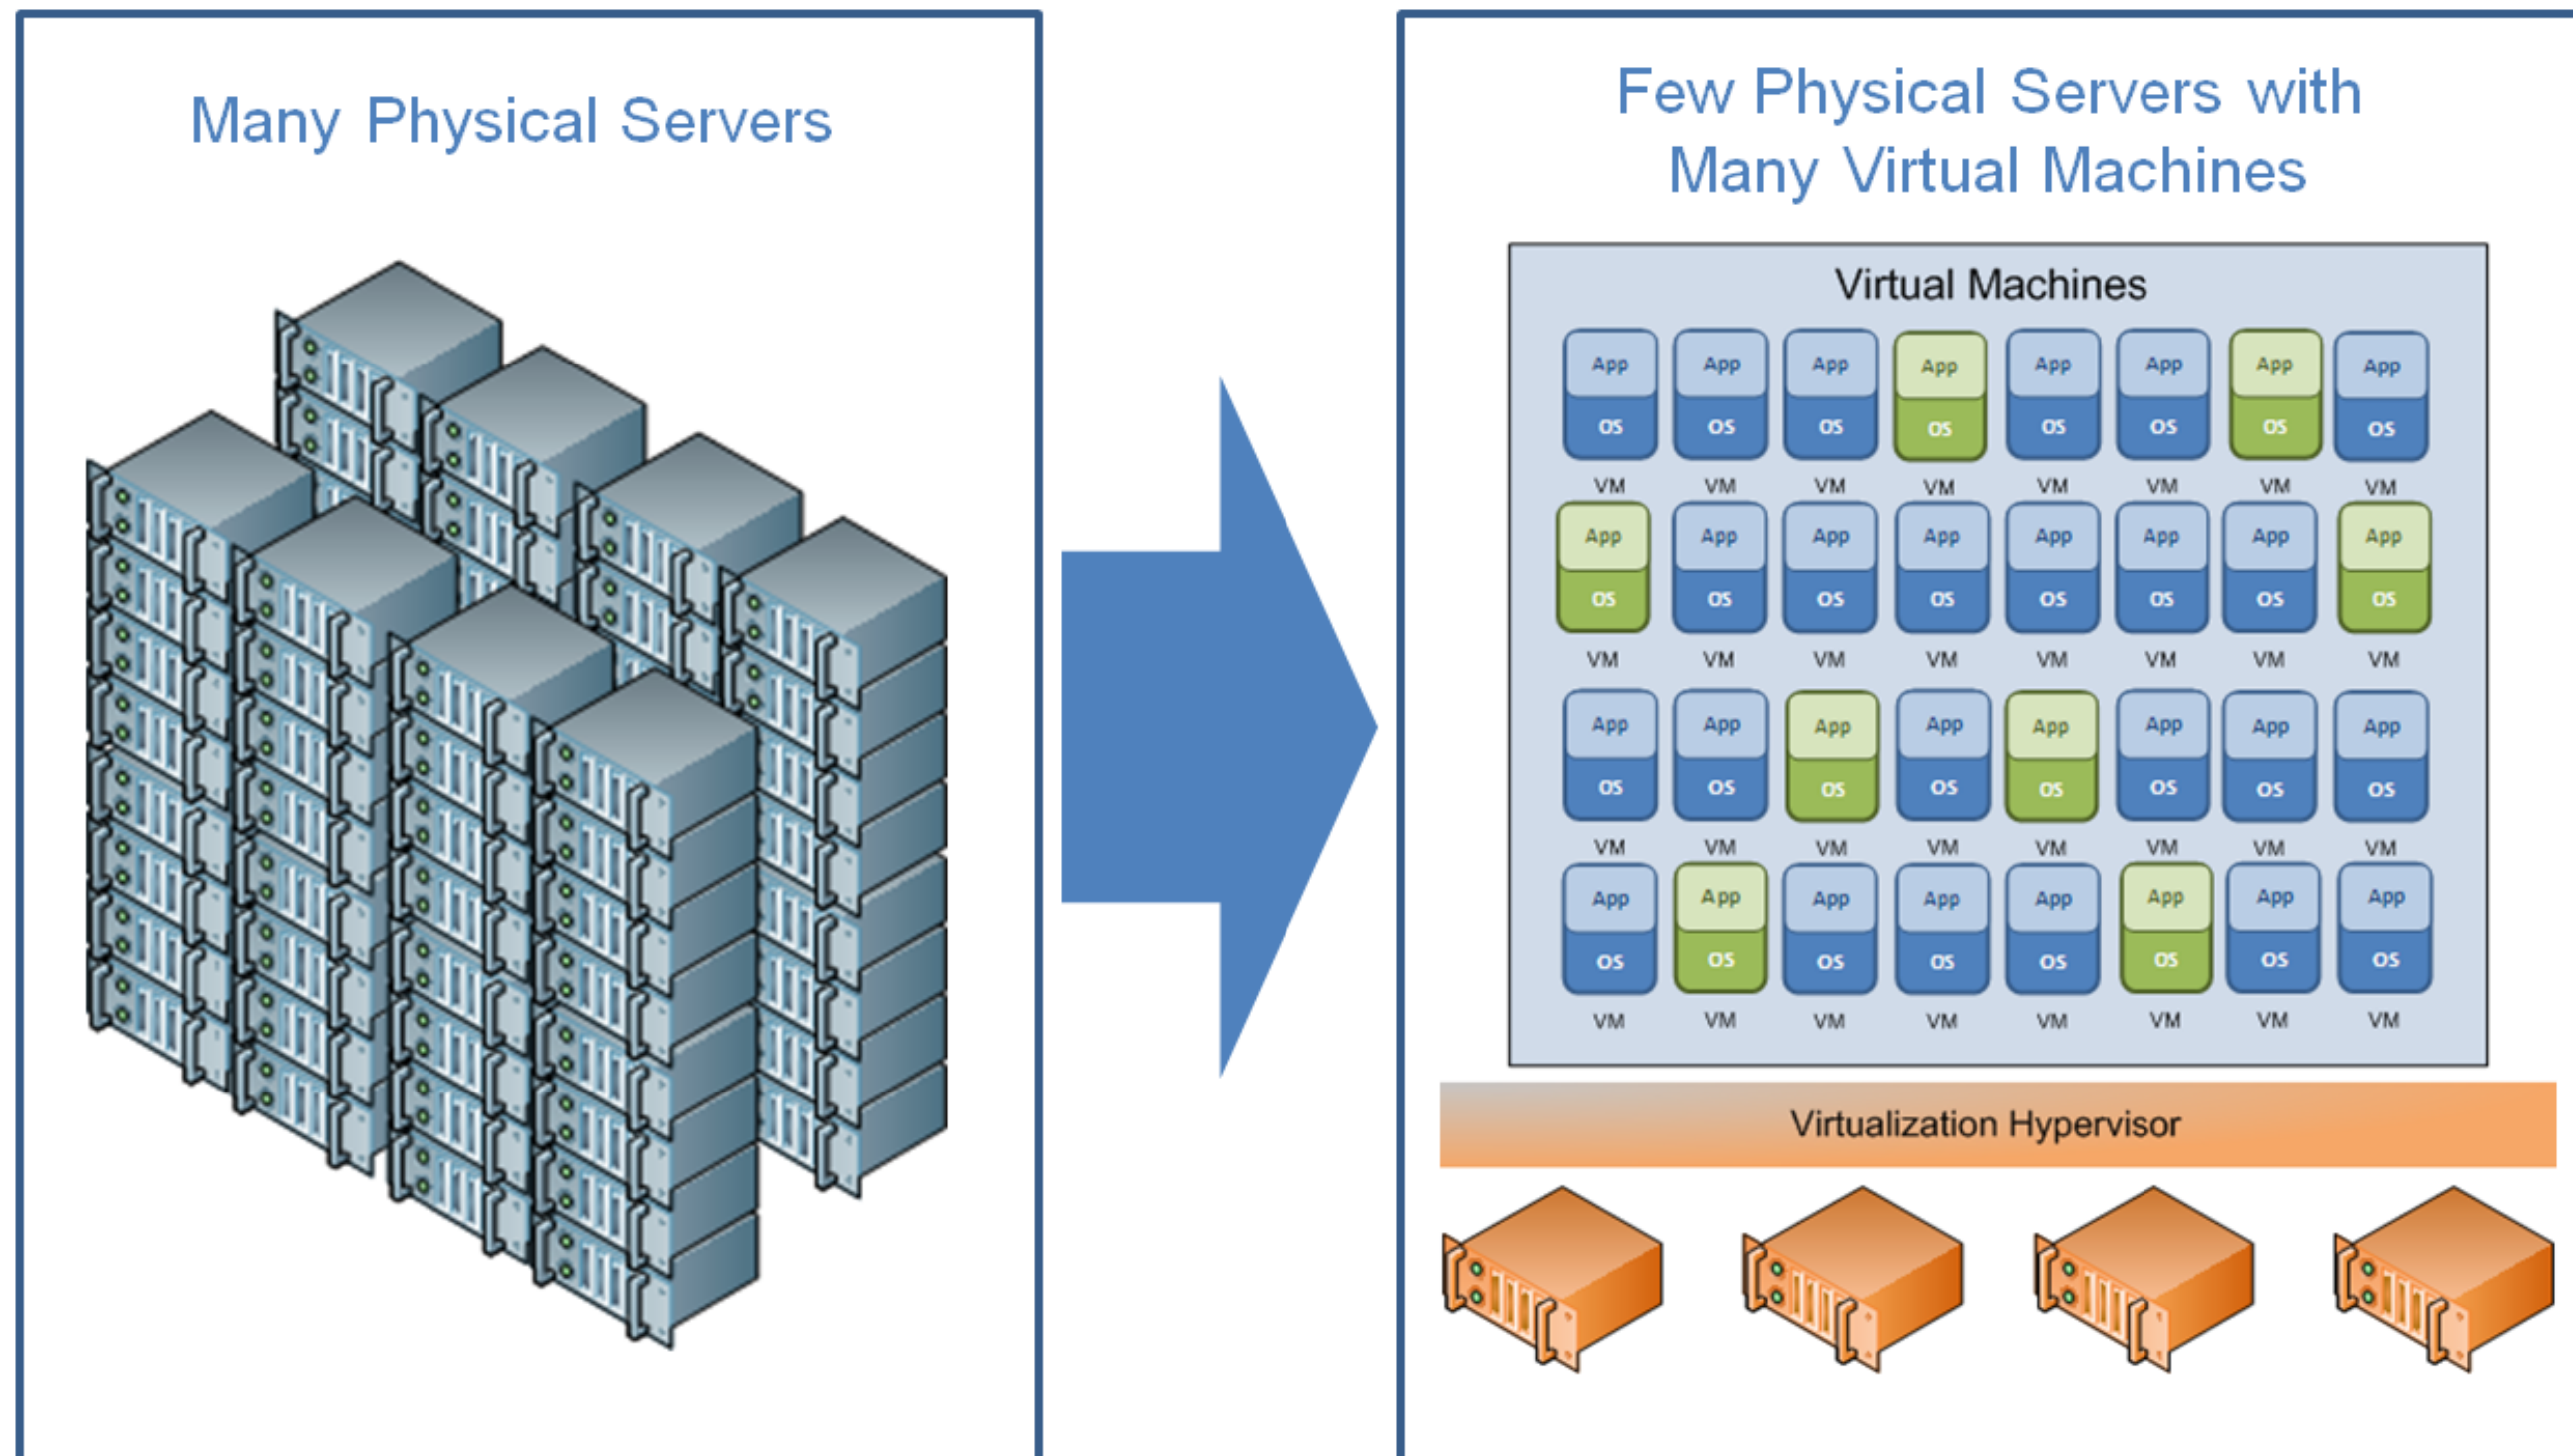 Many Physical Servers
Few Physical Servers with
Many Virtual Machines
Virtual Machines
App App App App App App App App
OS OS OS OS OS OS OS OS
VM VM VM VM VM VM VM VM
App App App App App App App App
OS OS OS OS OS OS OS OS
VM VM VM VM VM VM VM VM
App App App App App App App App
OS OS OS OS OS OS OS OS
VM VM VM VM VM VM VM VM
App App App App App App App App
OS OS OS OS OS OS OS OS
VM VM VM VM VM VM VM VM
Virtualization Hypervisor